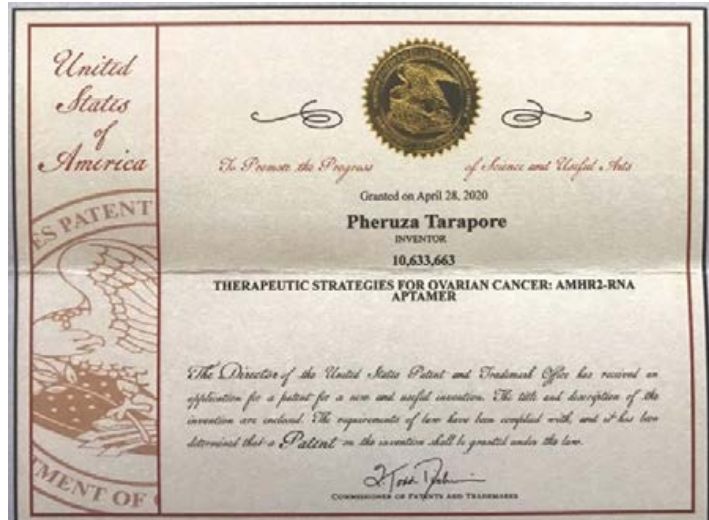 United
States
of
America
ES PATENT
MENT OF
To Promote the Progress of Science and Useful Arts
Granted on April 28, 2020
Pheruza Tarapore
INVENTOR
10,633,663
THERAPEUTIC STRATEGIES FOR OVARIAN CANCER: AMHR2-RNA
APTAMER
The Director of the United States Patent and Trademark Office has received an
application for a patent for a new and useful invention. The title and description of the
invention are enclosed. The requirements of law have been complied with, and it has been
determined that a Patent on the invention shall be granted under the law.
COMMISSIONER OF PATENTS AND TRADEMARKS